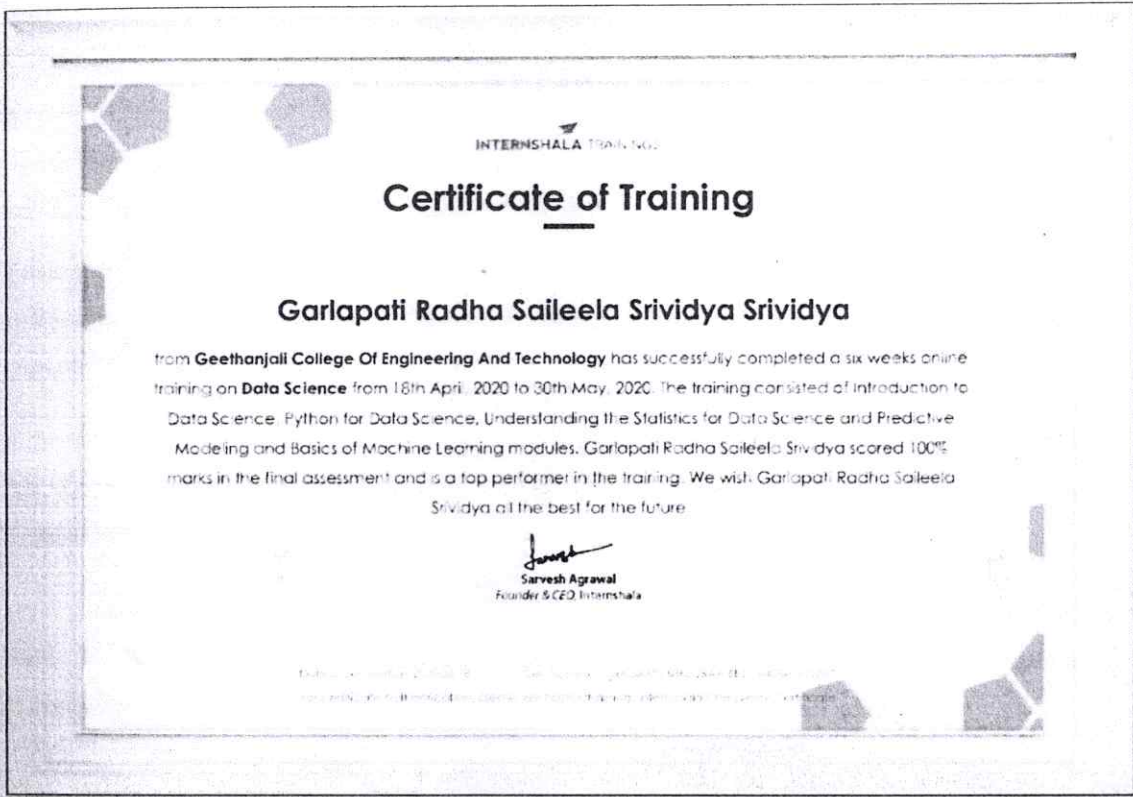 INTERNSHALA TRAININGS
Certificate of Training
Garlapati Radha Saileela Srividya Srividya
from Geethanjali College Of Engineering And Technology has successfully completed a six weeks online
training on Data Science from 18th April, 2020 to 30th May, 2020. The training consisted of Introduction to
Data Science, Python for Data Science, Understanding the Statistics for Data Science and Predictive
Modeling and Basics of Machine Learning modules. Garlapati Radha Saileela Srividya scored 100%
marks in the final assessment and is a top performer in the training. We wish Garlapati Radha Saileela
Srividya all the best for the future
Sarvesh Agrawal
Founder & CEO, Internshala